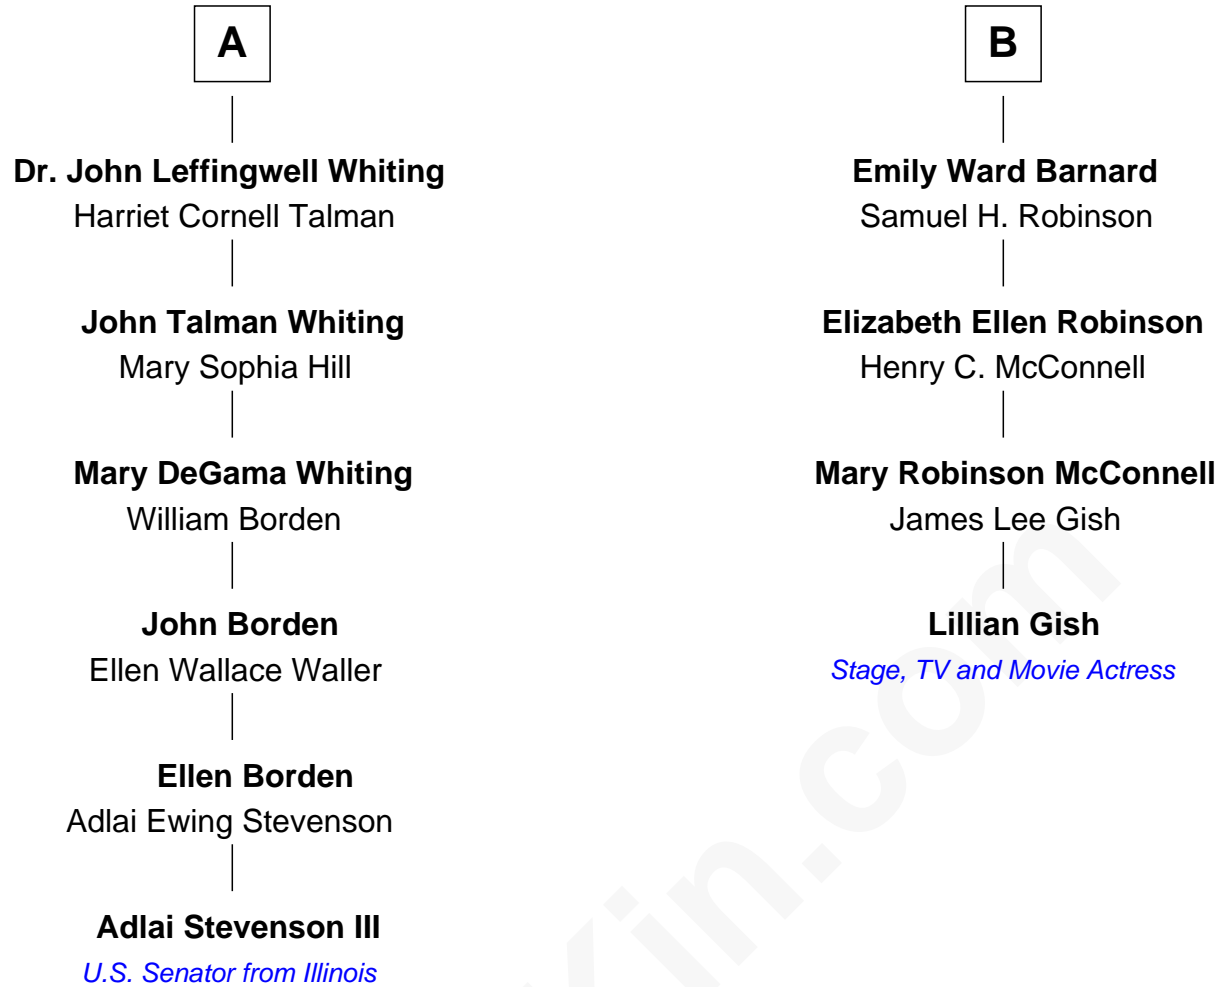 A
Dr. John Leffingwell Whiting
Harriet Cornell Talman
John Talman Whiting
Mary Sophia Hill
Mary DeGama Whiting
William Borden
John Borden
Ellen Wallace Waller
Ellen Borden
Adlai Ewing Stevenson
Adlai Stevenson III
U.S. Senator from Illinois
B
Emily Ward Barnard
Samuel H. Robinson
Elizabeth Ellen Robinson
Henry C. McConnell
Mary Robinson McConnell
James Lee Gish
Lillian Gish
Stage, TV and Movie Actress
Kin.com